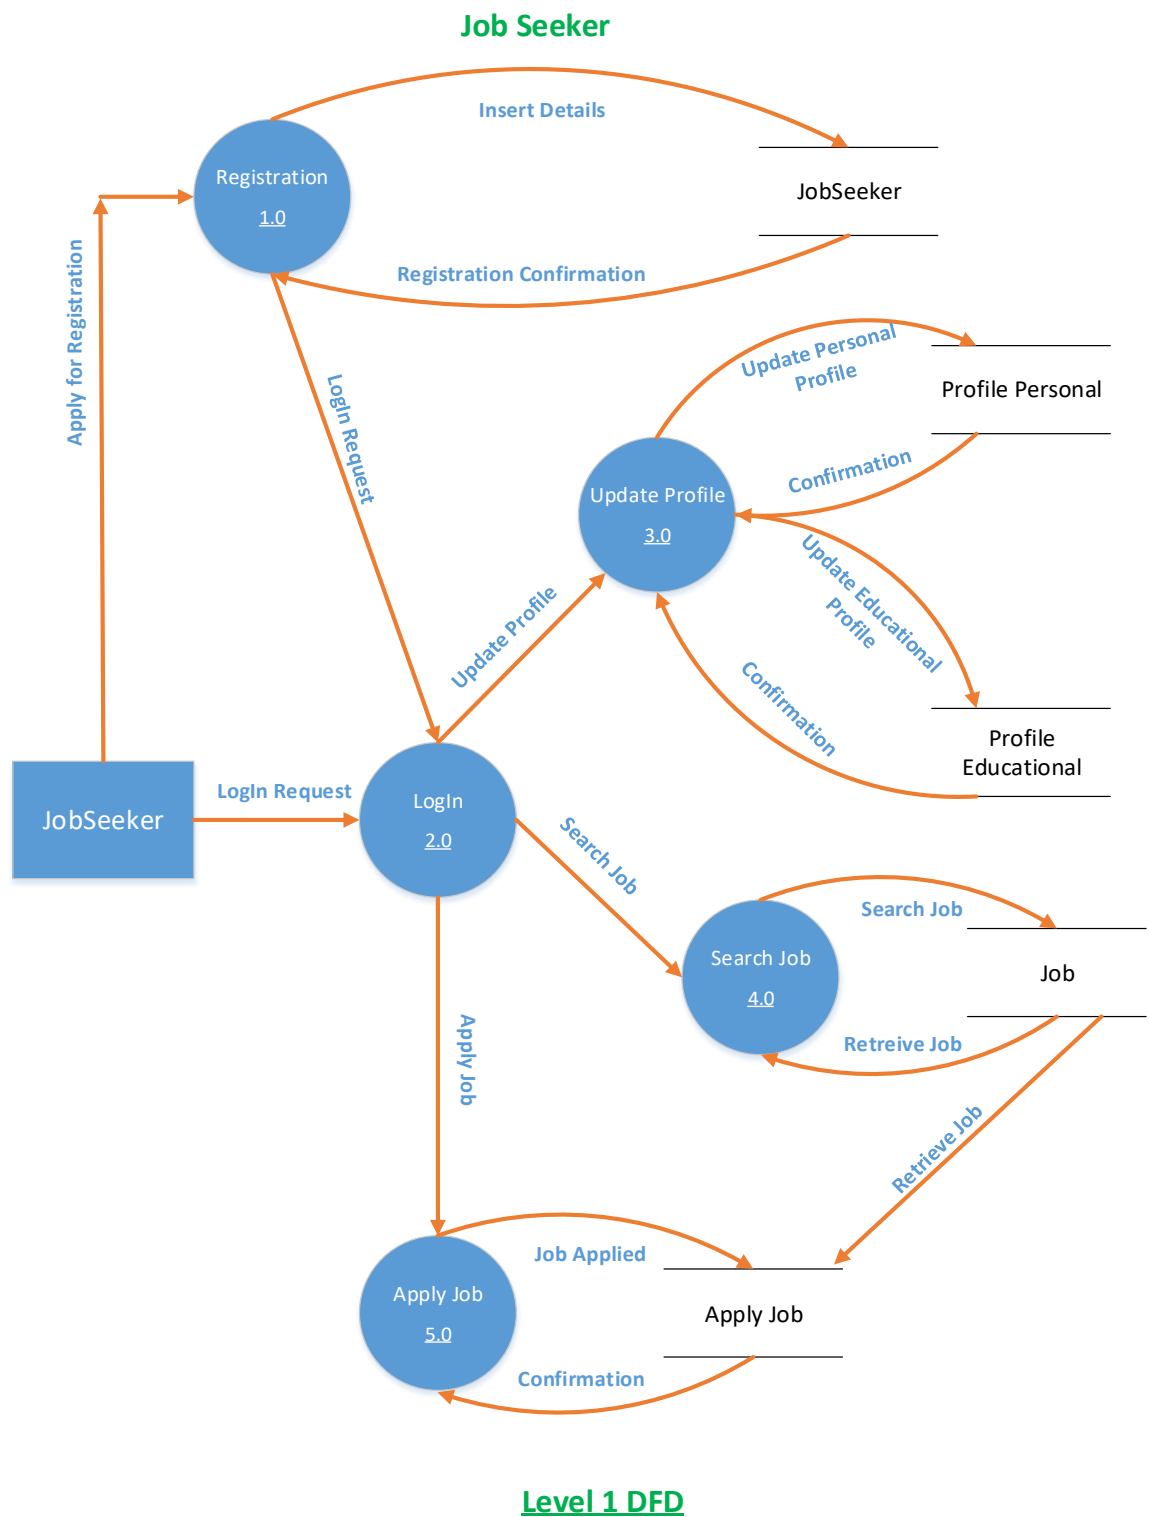 Job Seeker
Insert Details
Registration
1.0
JobSeeker
Registration Confirmation
Apply for Registration
LogIn Request
Update Personal
Profile
Profile Personal
Confirmation
Update Profile
3.0
Update Educational
Profile
Update Profile
Confirmation
Profile
Educational
JobSeeker
LogIn Request
LogIn
2.0
Search Job
Search Job
Search Job
4.0
Job
Retreive Job
Apply Job
Retrieve Job
Job Applied
Apply Job
5.0
Apply Job
Confirmation
Level 1 DFD